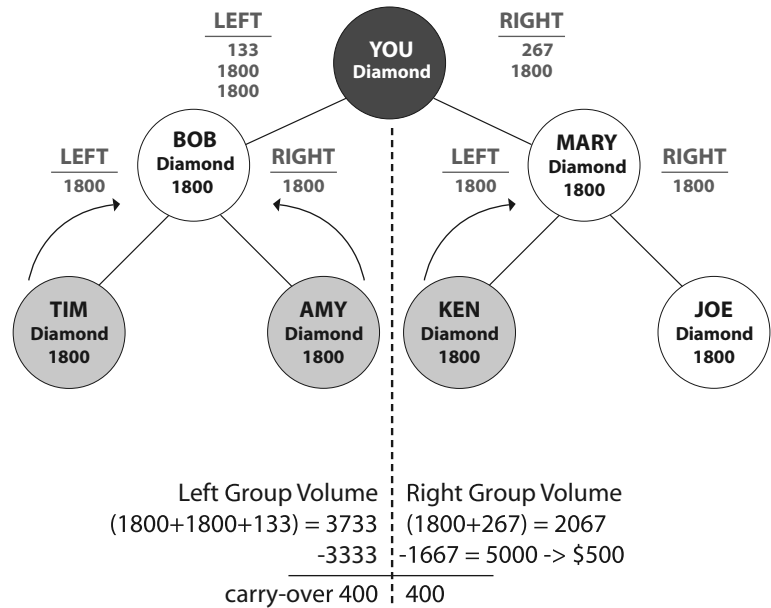 LEFT
133
1800
1800
YOU
Diamond
RIGHT
267
1800
LEFT
1800
BOB
Diamond
1800
RIGHT
1800
LEFT
1800
MARY
Diamond
1800
RIGHT
1800
TIM
Diamond
1800
AMY
Diamond
1800
KEN
Diamond
1800
JOE
Diamond
1800
Left Group Volume
(1800+1800+133) = 3733
-3333
carry-over 400
Right Group Volume
(1800+267) = 2067
-1667 = 5000 -> $500
400